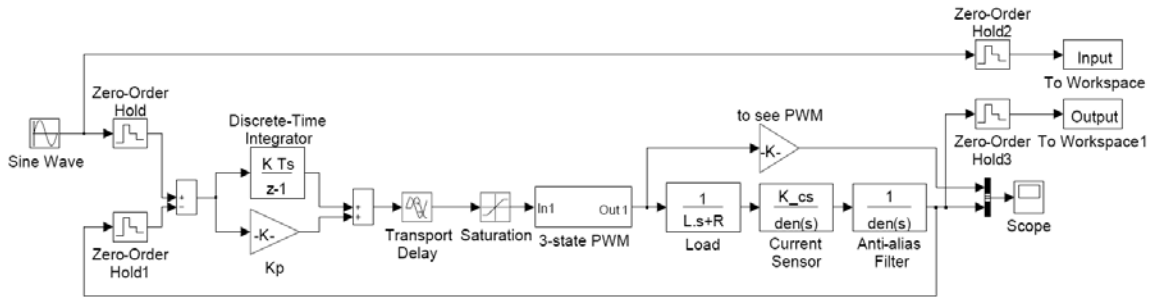 Zero-Order
Hold2
Input
To Workspace
Zero-Order
Hold
Sine Wave
Discrete-Time
Integrator
K Ts
z-1
to see PWM
-K-
Output
To Workspace1
Zero-Order
Hold3
+
−
+
+
Transport
Delay
Saturation
In1
Out 1
3-state PWM
1
L.s+R
Load
K_cs
den(s)
Current
Sensor
1
den(s)
Anti-alias
Filter
Scope
Zero-Order
Hold1
-K-
Kp